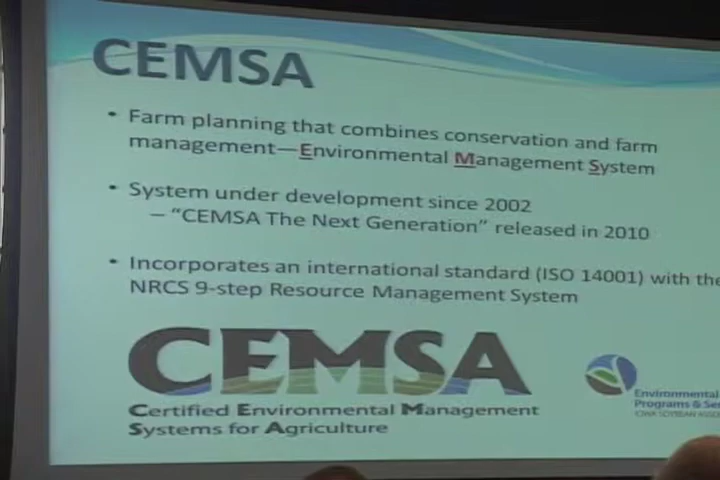 CEMSA
• Farm planning that combines conservation and farm
management—Environmental Management System
• System under development since 2002
– “CEMSA The Next Generation” released in 2010
• Incorporates an international standard (ISO 14001) with the
NRCS 9-step Resource Management System
CEMSA
Certified Environmental Management
Systems for Agriculture
Environmental
Programs &
IOWA SOYBEAN